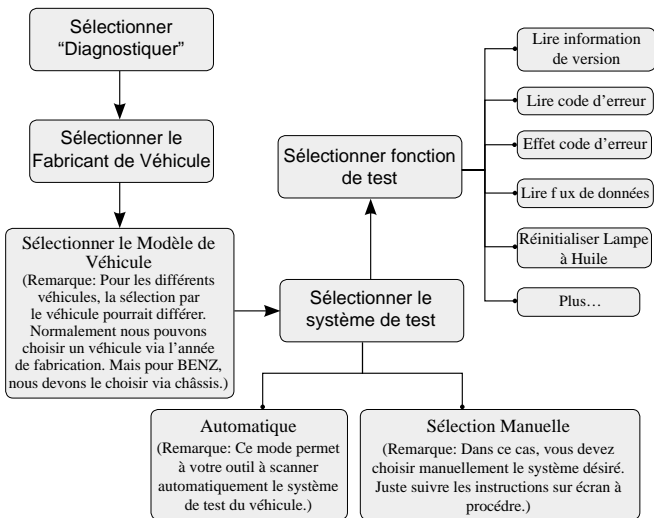 Sélectionner
“Diagnostiquer”
Sélectionner le
Fabricant de Véhicule
Sélectionner le Modèle de
Véhicule
(Remarque: Pour les différents
véhicules, la sélection par
le véhicule pourrait différer.
Normalement nous pouvons
choisir un véhicule via l’année
de fabrication. Mais pour BENZ,
nous devons le choisir via châssis.)
Sélectionner le
système de test
Automatique
(Remarque: Ce mode permet
à votre outil à scanner
automatiquement le système
de test du véhicule.)
Sélection Manuelle
(Remarque: Dans ce cas, vous devez
choisir manuellement le système désiré.
Juste suivre les instructions sur écran à
procédre.)
Sélectionner fonction
de test
Lire information
de version
Lire code d’erreur
Effet code d’erreur
Lire f ux de données
Réinitialiser Lampe
à Huile
Plus…